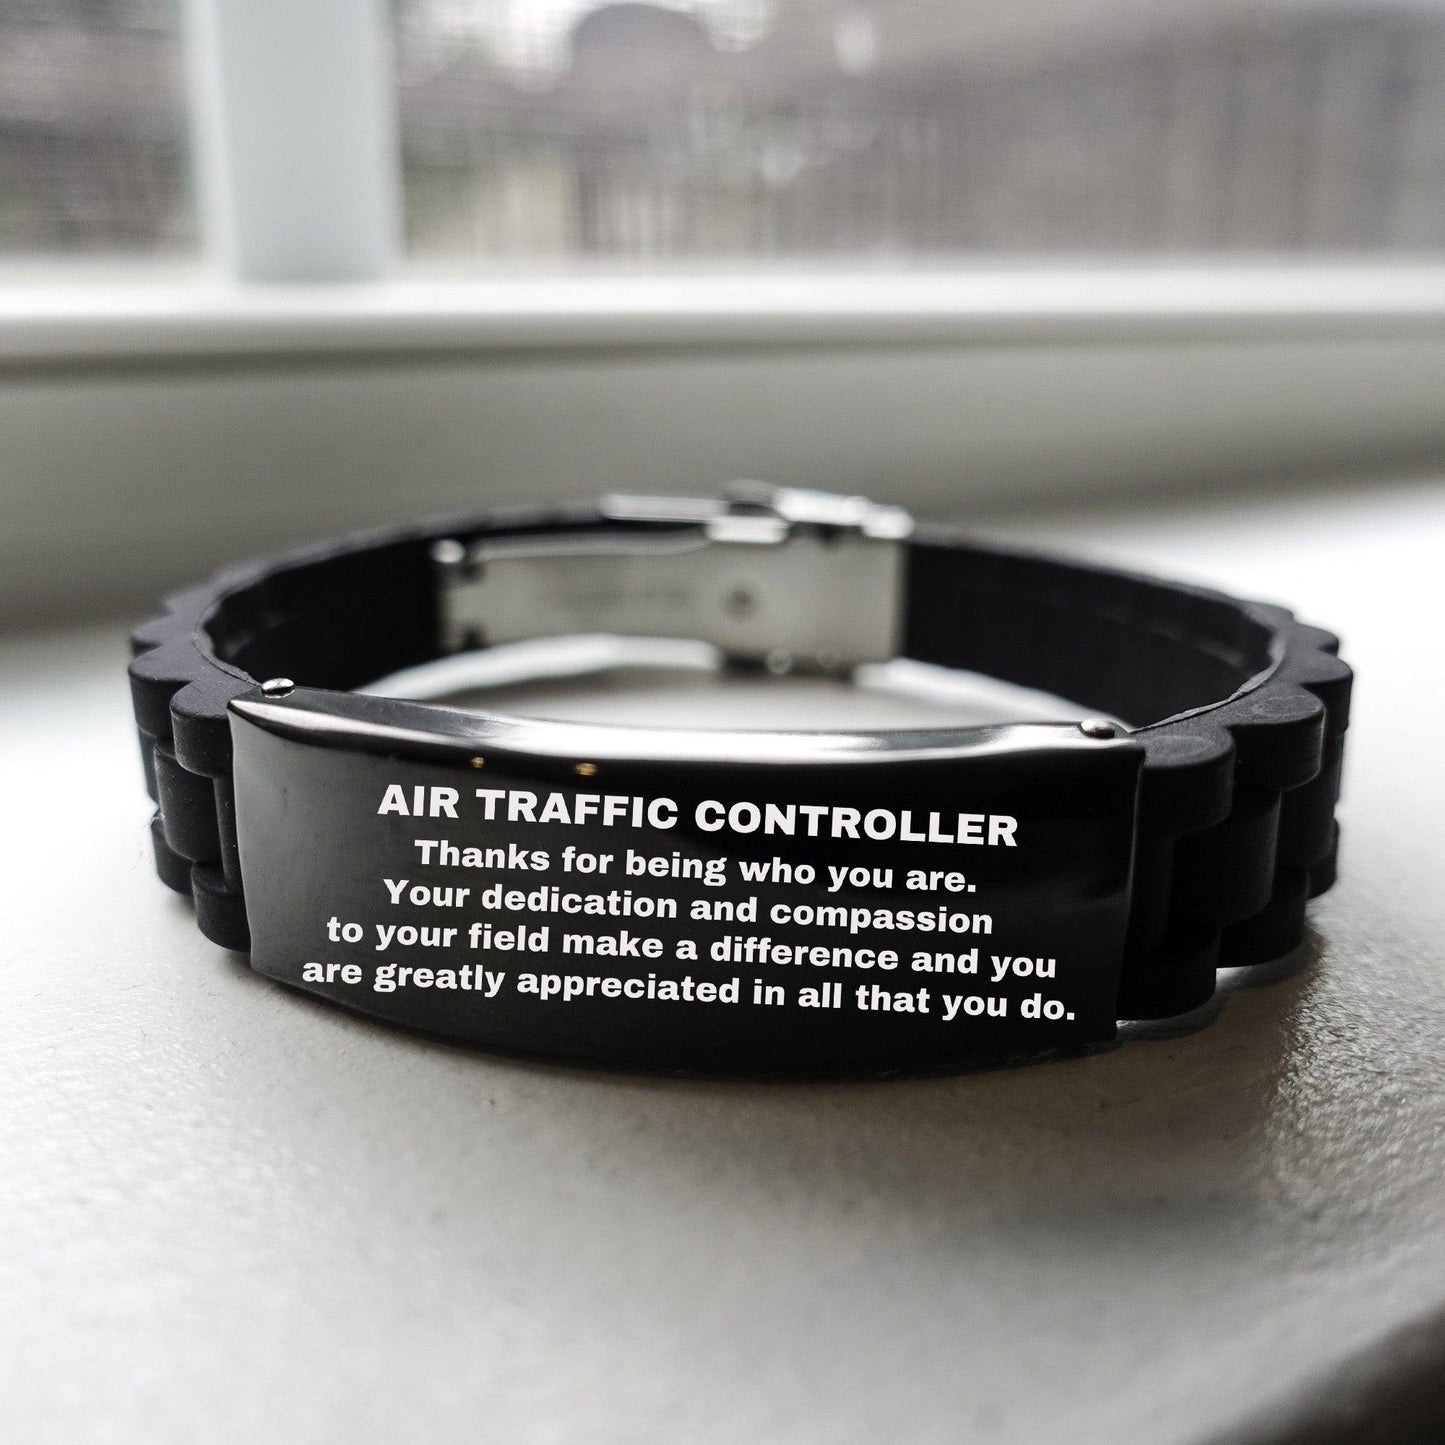 AIR TRAFFIC CONTROLLER
Thanks for being who you are.
Your dedication and compassion
to your field make a difference and you
are greatly appreciated in all that you do.